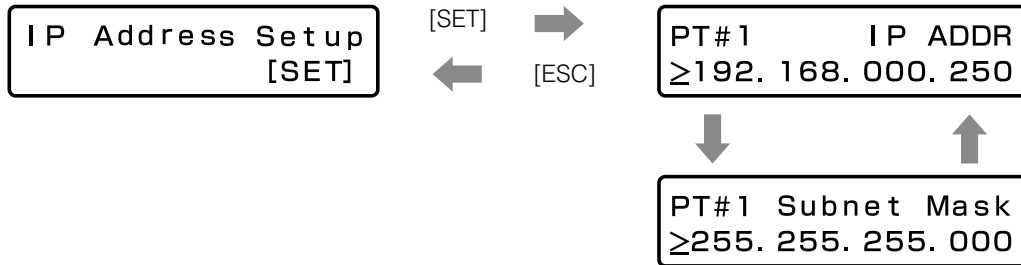 IP Address Setup
[SET]
[SET]
[ESC]
PT#1 IP ADDR
≥192. 168. 000. 250
PT#1 Subnet Mask
≥255. 255. 255. 000